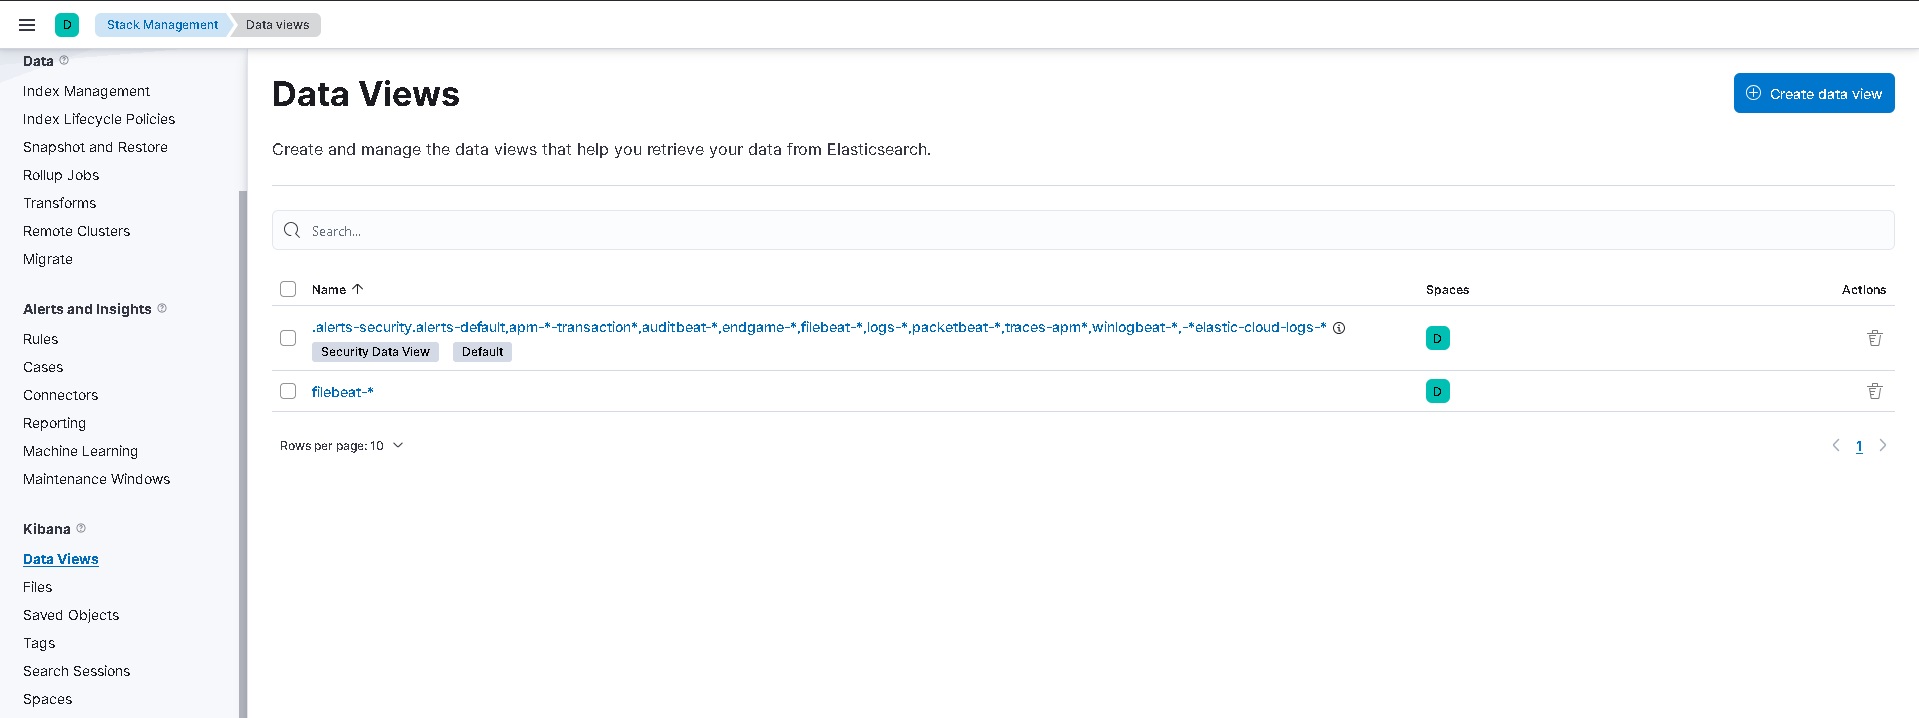 D Stack Management Data views
Data
Index Management
Index Lifecycle Policies
Snapshot and Restore
Rollup Jobs
Transforms
Remote Clusters
Migrate
Alerts and Insights
Rules
Cases
Connectors
Reporting
Machine Learning
Maintenance Windows
Kibana
Data Views
Files
Saved Objects
Tags
Search Sessions
Spaces
Data Views
Create data view
Create and manage the data views that help you retrieve your data from Elasticsearch.
Search...
Name Spaces Actions
.alerts-security.alerts-default,apm-*-transaction*,auditbeat-*,endgame-*,filebeat-*,logs-*,packetbeat-*,traces-apm*,winlogbeat-*,-*elastic-cloud-logs-*
Security Data View Default
D
filebeat-* D
Rows per page: 10
1